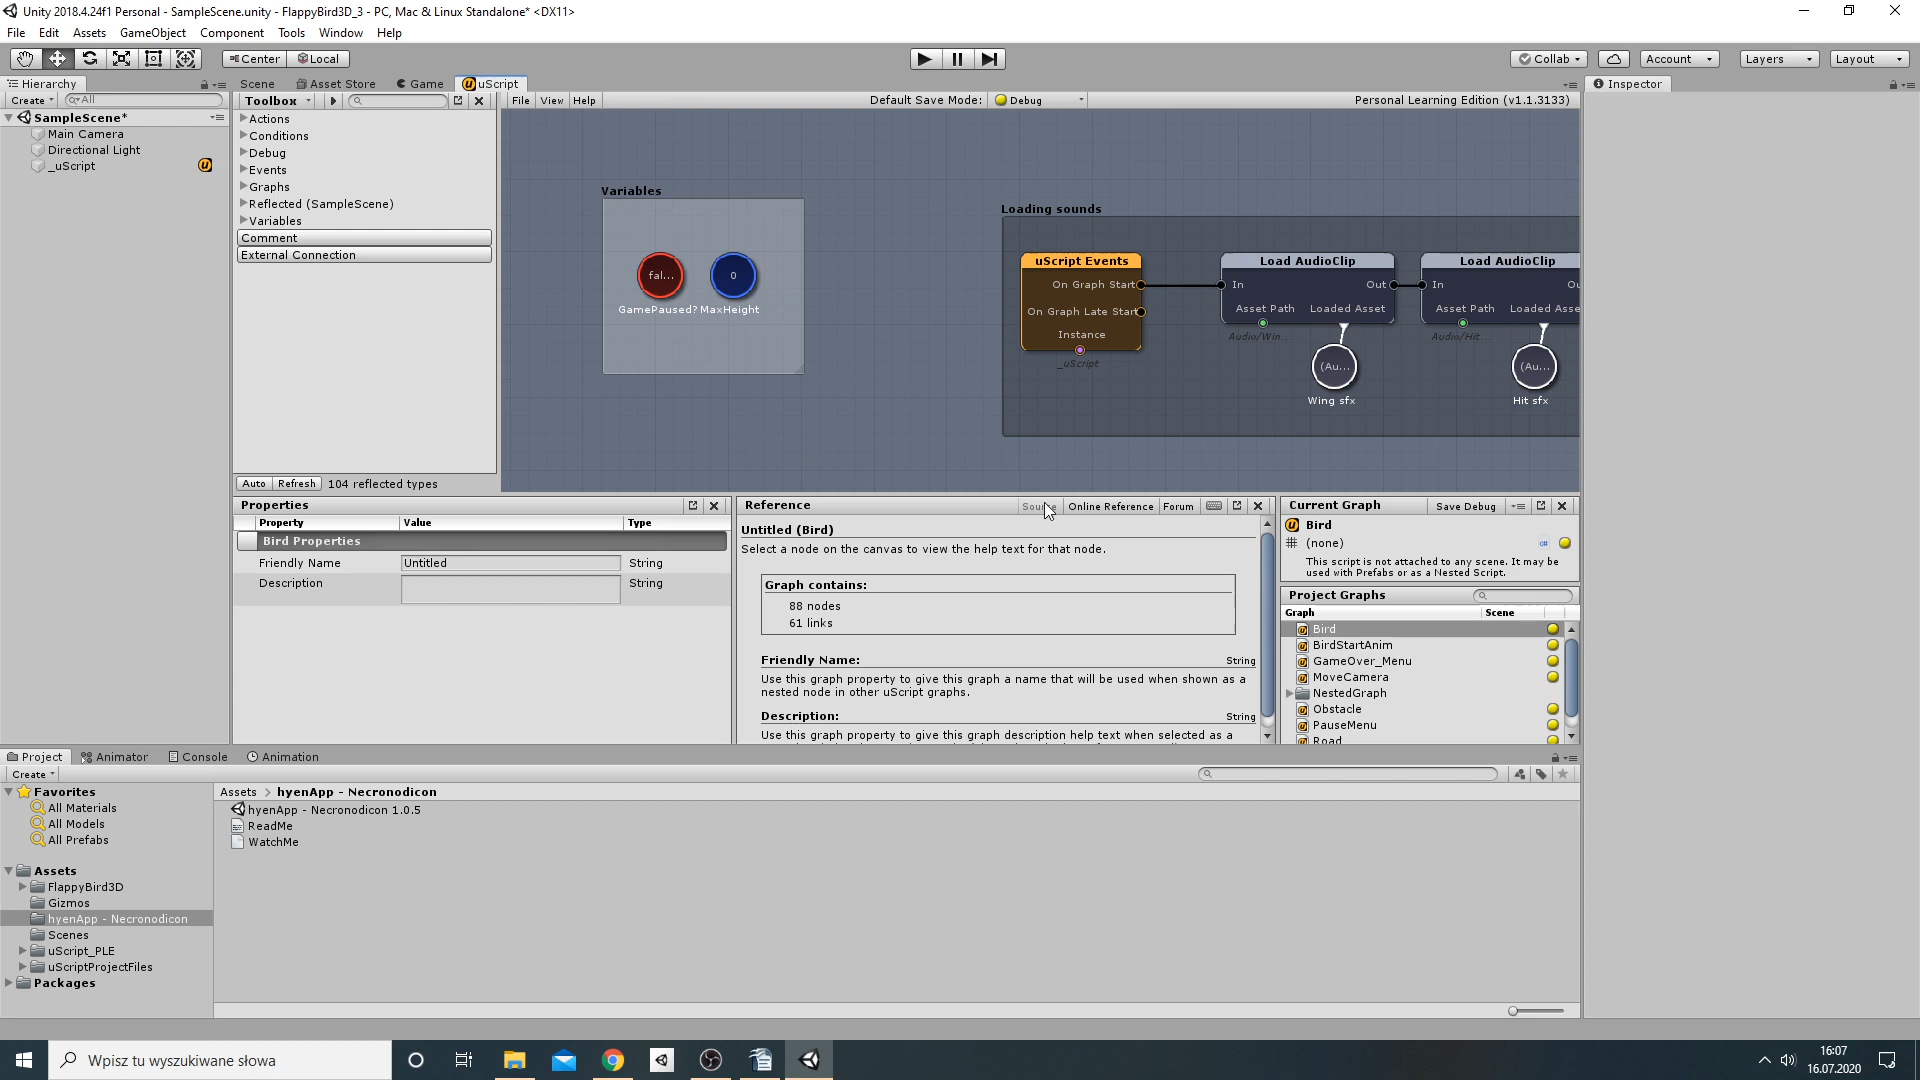 Unity 2018.4.24f1 Personal - SampleScene.unity - FlappyBird3D_3 - PC, Mac & Linux Standalone* <DX11>
File Edit Assets GameObject Component Tools Window Help
Center Local Collab Account Layers Layout
Hierarchy Scene Asset Store Game uScript Inspector
Create All
Toolbox
File View Help
Default Save Mode: Debug
Personal Learning Edition (v1.1.3133)
SampleScene*
Main Camera
Directional Light
_uScript
Actions
Conditions
Debug
Events
Graphs
Reflected (SampleScene)
Variables
Comment
External Connection
Auto Refresh 104 reflected types
Variables
fal... 0
GamePaused? MaxHeight
Loading sounds
uScript Events
On Graph Start
On Graph Late Start
Instance
_uScript
Load AudioClip
In Out
Asset Path Loaded Asset
Audio/Win...
(Au...
Wing sfx
Load AudioClip
In Ou
Asset Path Loaded Asse
Audio/Hit...
(Au...
Hit sfx
Properties
Property Value Type
Bird Properties
Friendly Name Untitled String
Description String
Reference Online Reference Forum
Untitled (Bird)
Select a node on the canvas to view the help text for that node.
Graph contains:
88 nodes
61 links
Friendly Name: String
Use this graph property to give this graph a name that will be used when shown as a
nested node in other uScript graphs.
Description: String
Use this graph property to give this graph description help text when selected as a
Current Graph Save Debug
Bird
(none)
This script is not attached to any scene. It may be
used with Prefabs or as a Nested Script.
Project Graphs
Graph Scene
Bird
BirdStartAnim
GameOver_Menu
MoveCamera
NestedGraph
Obstacle
PauseMenu
Road
Project Animator Console Animation
Create
Favorites
All Materials
All Models
All Prefabs
Assets
FlappyBird3D
Gizmos
hyenApp - Necronodicon
Scenes
uScript_PLE
uScriptProjectFiles
Packages
Assets > hyenApp - Necronodicon
hyenApp - Necronodicon 1.0.5
ReadMe
WatchMe
Wpisz tu wyszukiwane słowa
16:07
16.07.2020